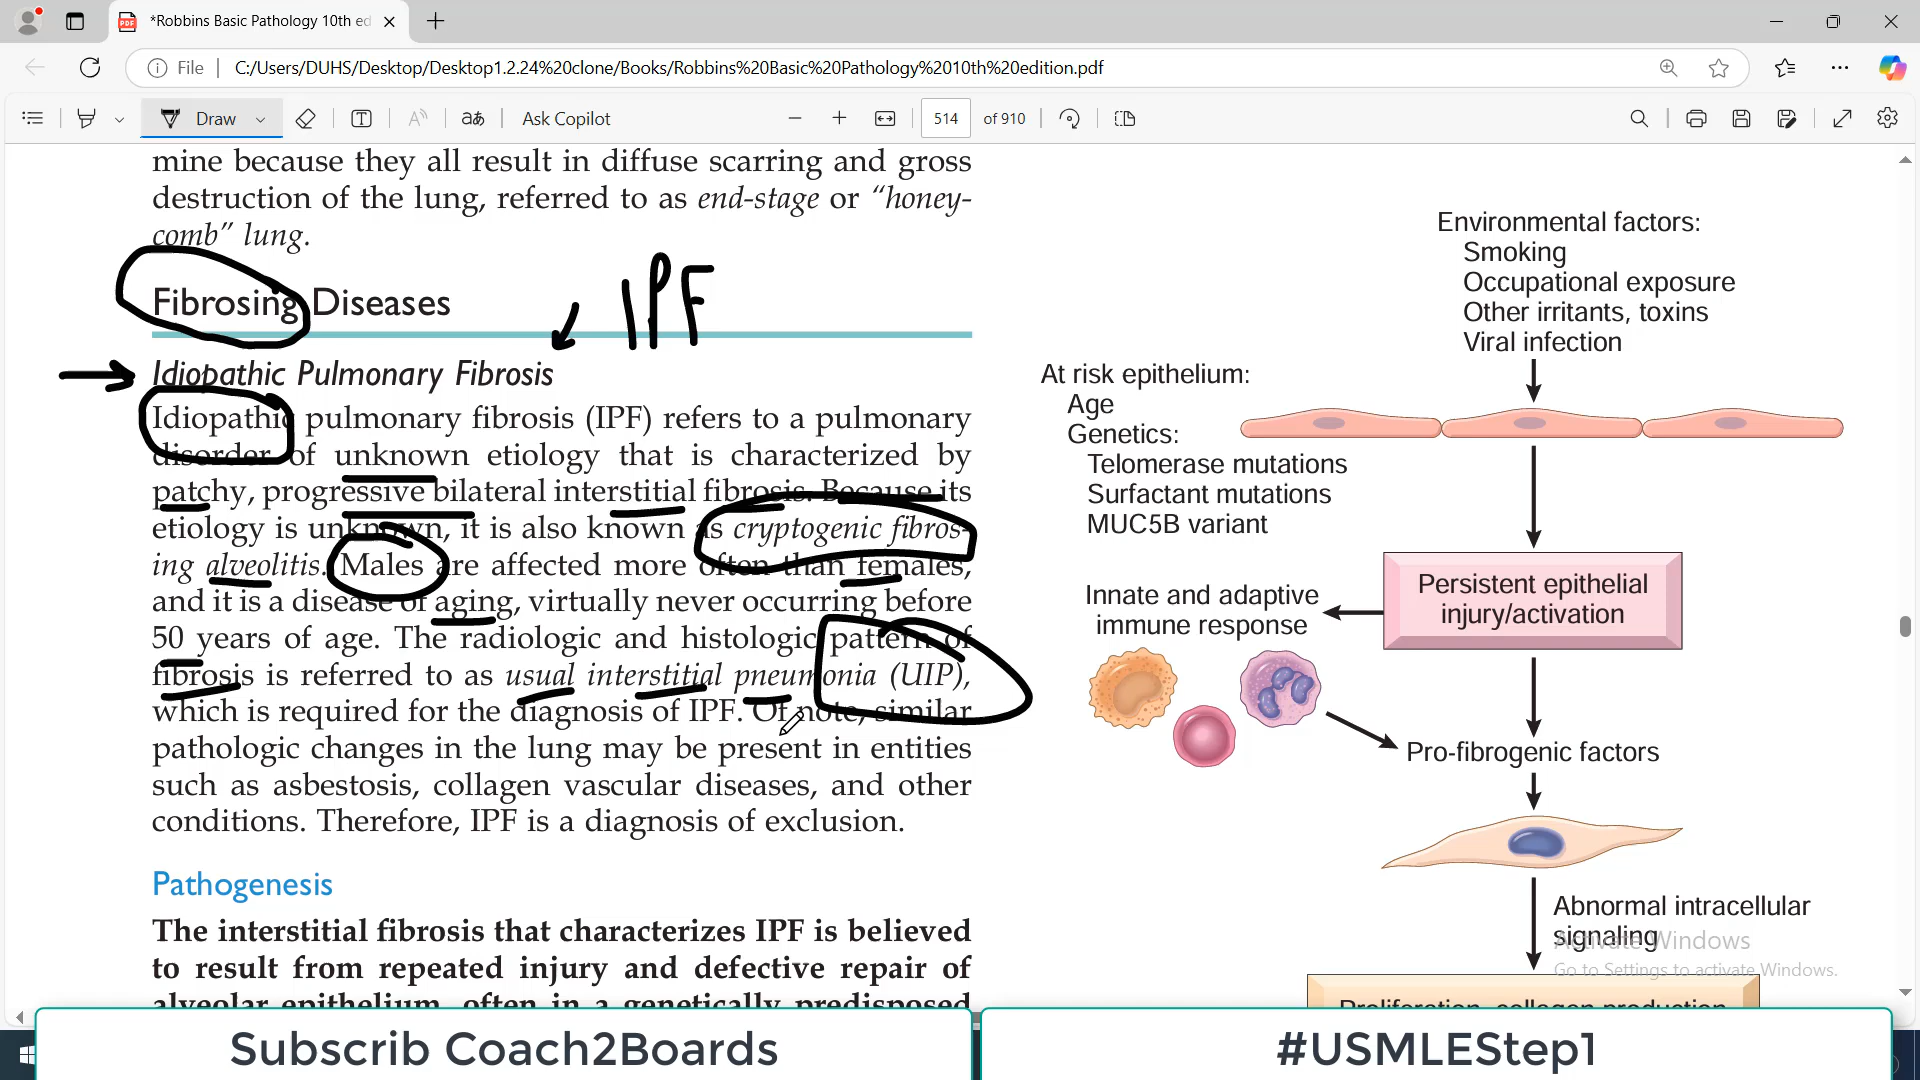 *Robbins Basic Pathology 10th ed
File
C:/Users/DUHS/Desktop/Desktop1.2.24%20clone/Books/Robbins%20Basic%20Pathology%2010th%20edition.pdf
Draw
Ask Copilot
514 of 910
mine because they all result in diffuse scarring and gross
destruction of the lung, referred to as end-stage or “honey-
comb” lung.
IPF
Fibrosing Diseases
Idiopathic Pulmonary Fibrosis
Idiopathic pulmonary fibrosis (IPF) refers to a pulmonary
disorder of unknown etiology that is characterized by
patchy, progressive bilateral interstitial fibrosis. Because its
etiology is unknown, it is also known as cryptogenic fibros-
ing alveolitis. Males are affected more often than females,
and it is a disease of aging, virtually never occurring before
50 years of age. The radiologic and histologic pattern of
fibrosis is referred to as usual interstitial pneumonia (UIP),
which is required for the diagnosis of IPF. Of note, similar
pathologic changes in the lung may be present in entities
such as asbestosis, collagen vascular diseases, and other
conditions. Therefore, IPF is a diagnosis of exclusion.
Pathogenesis
The interstitial fibrosis that characterizes IPF is believed
to result from repeated injury and defective repair of
alveolar epithelium, often in a genetically predisposed
Environmental factors:
Smoking
Occupational exposure
Other irritants, toxins
Viral infection
At risk epithelium:
Age
Genetics:
Telomerase mutations
Surfactant mutations
MUC5B variant
Persistent epithelial
injury/activation
Innate and adaptive
immune response
Pro-fibrogenic factors
Abnormal intracellular
signaling
Activate Windows
Go to Settings to activate Windows.
Proliferation, collagen production
Subscrib Coach2Boards
#USMLEStep1